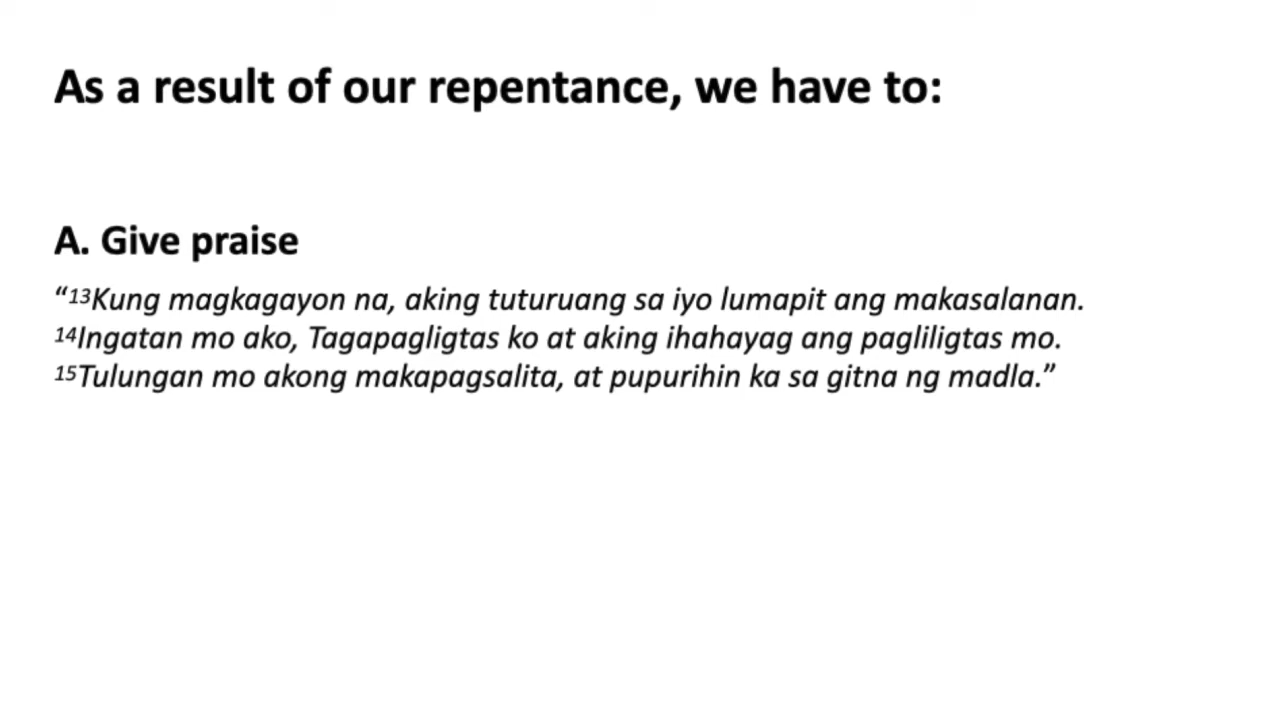 As a result of our repentance, we have to:
A. Give praise
“¹³Kung magkagayon na, aking tuturuang sa iyo lumapit ang makasalanan.
¹⁴Ingatan mo ako, Tagapagligtas ko at aking ihahayag ang pagliligtas mo.
¹⁵Tulungan mo akong makapagsalita, at pupurihin ka sa gitna ng madla.”